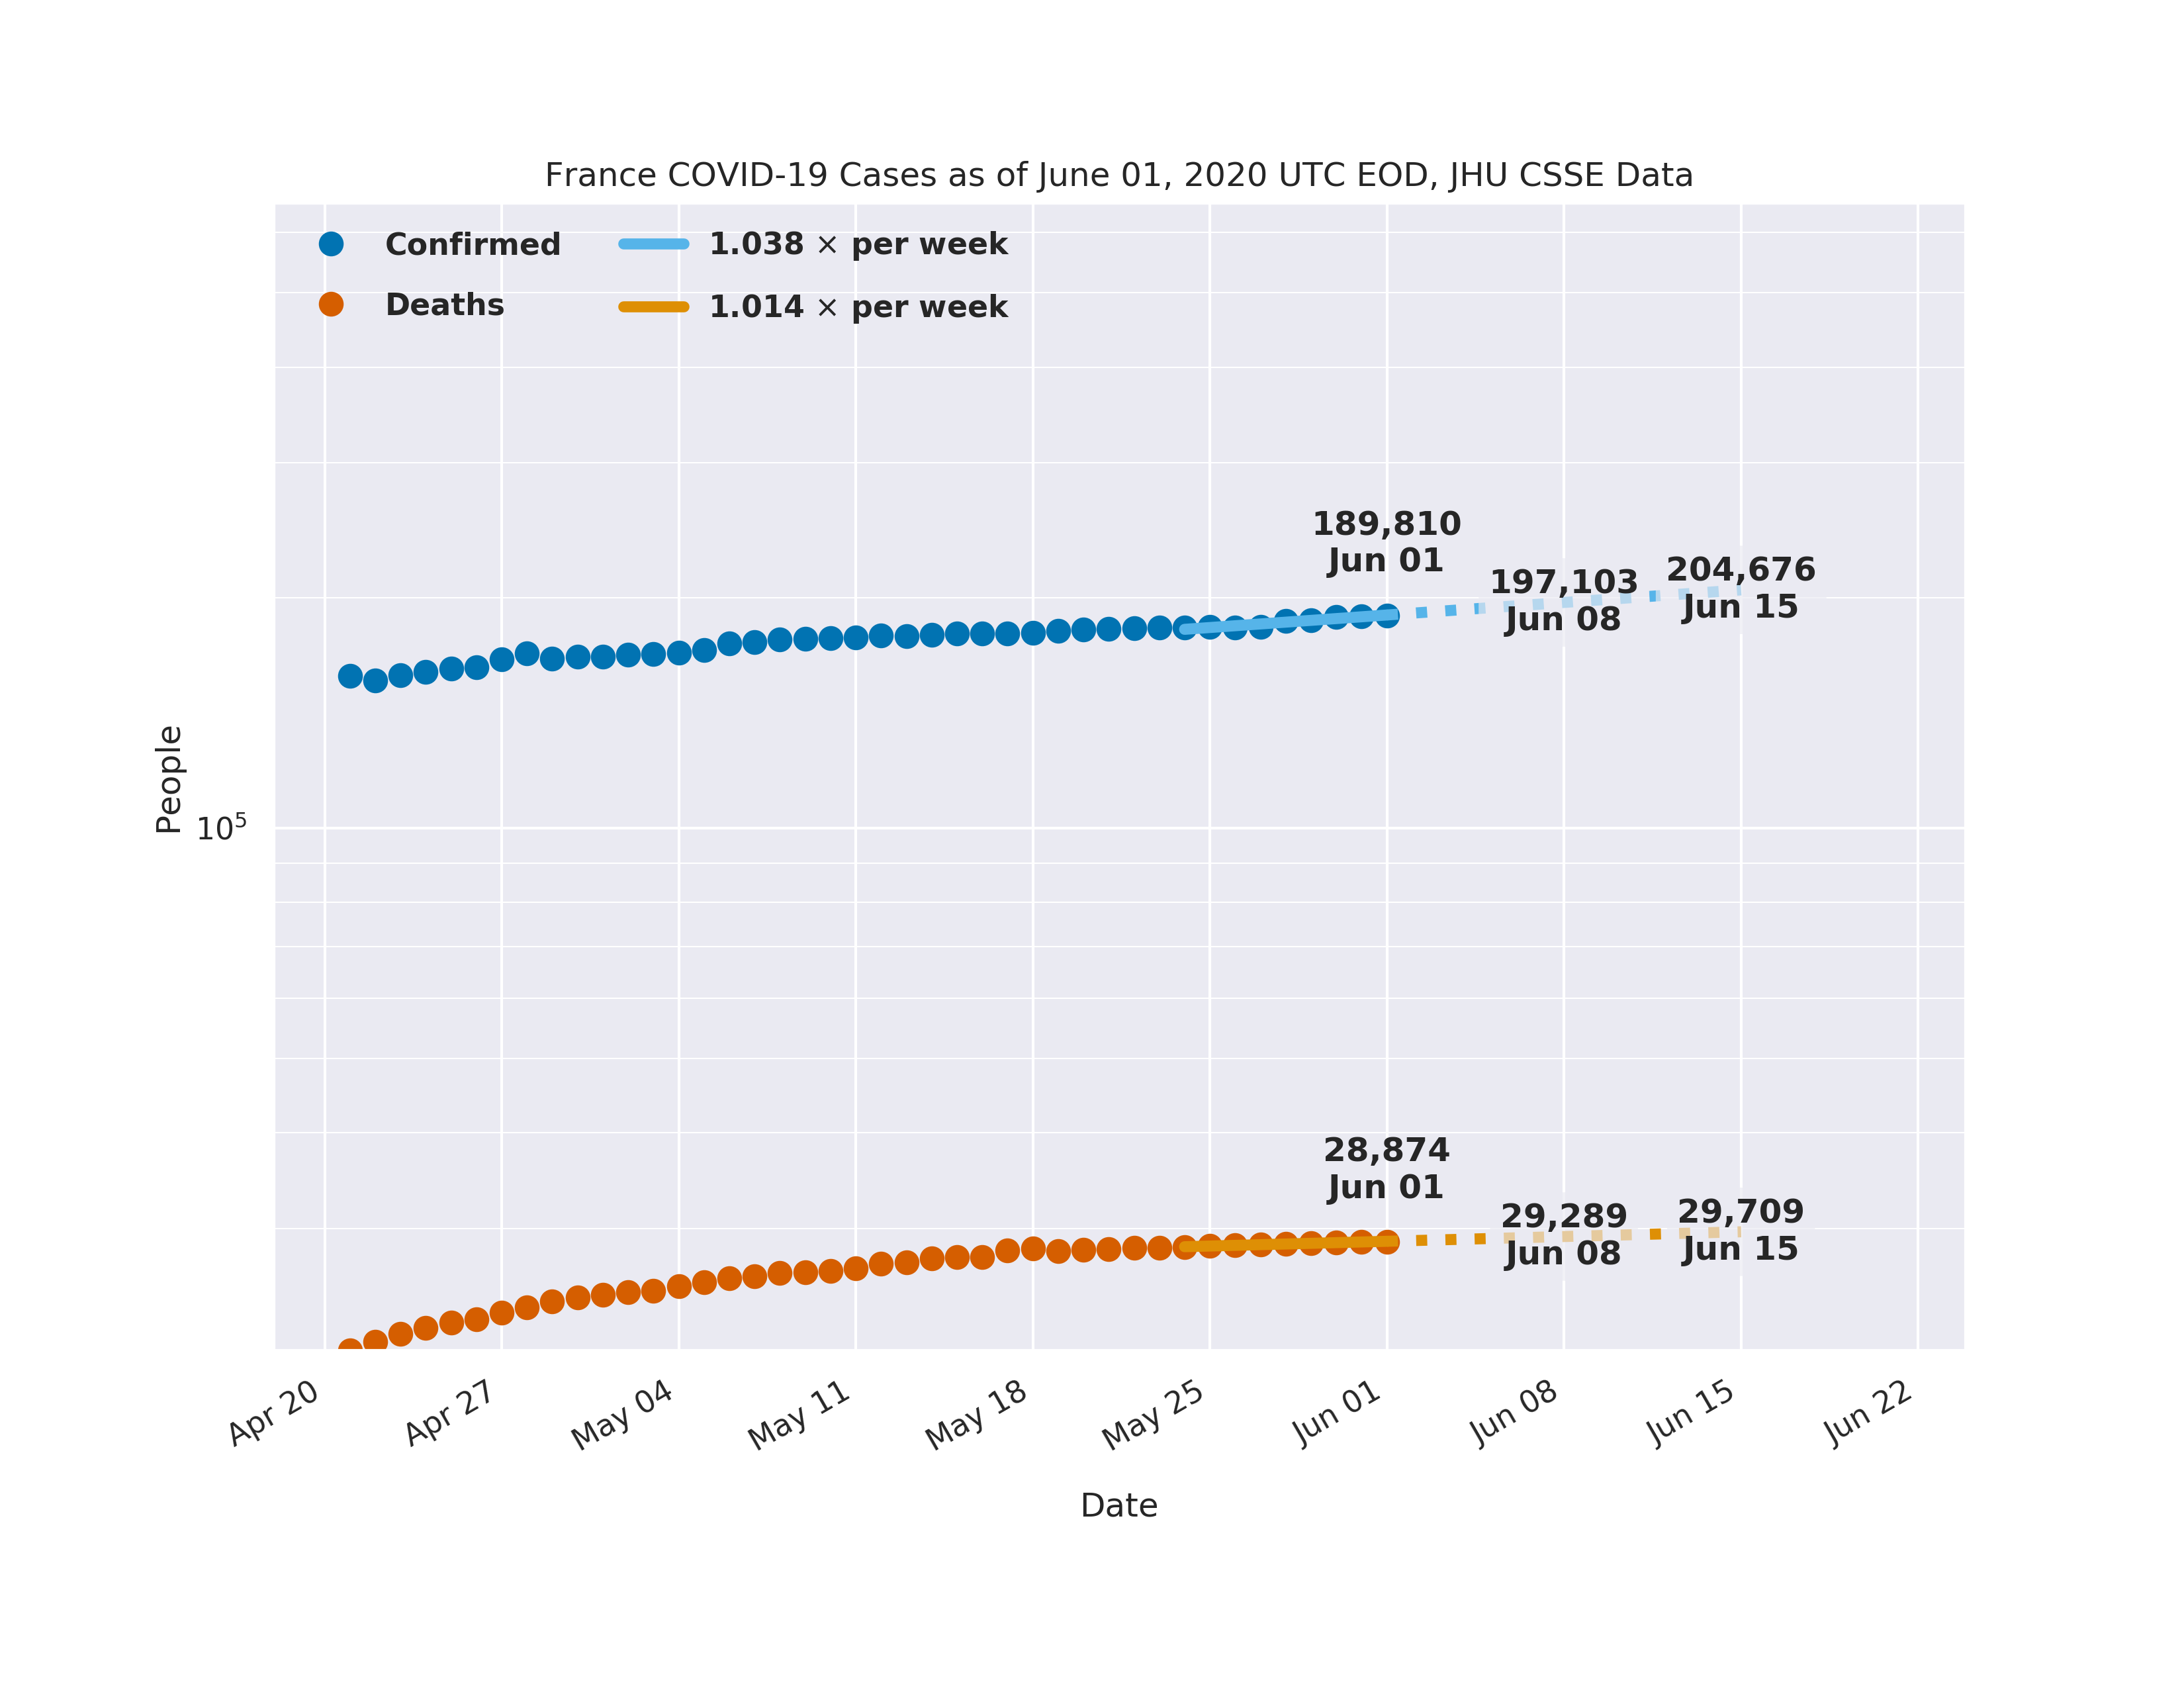 France COVID-19 Cases as of June 01, 2020 UTC EOD, JHU CSSE Data
Confirmed
Deaths
1.038 × per week
1.014 × per week
189,810
Jun 01
197,103
Jun 08
204,676
Jun 15
People
10⁵
28,874
Jun 01
29,289
Jun 08
29,709
Jun 15
Apr 20
Apr 27
May 04
May 11
May 18
May 25
Jun 01
Jun 08
Jun 15
Jun 22
Date